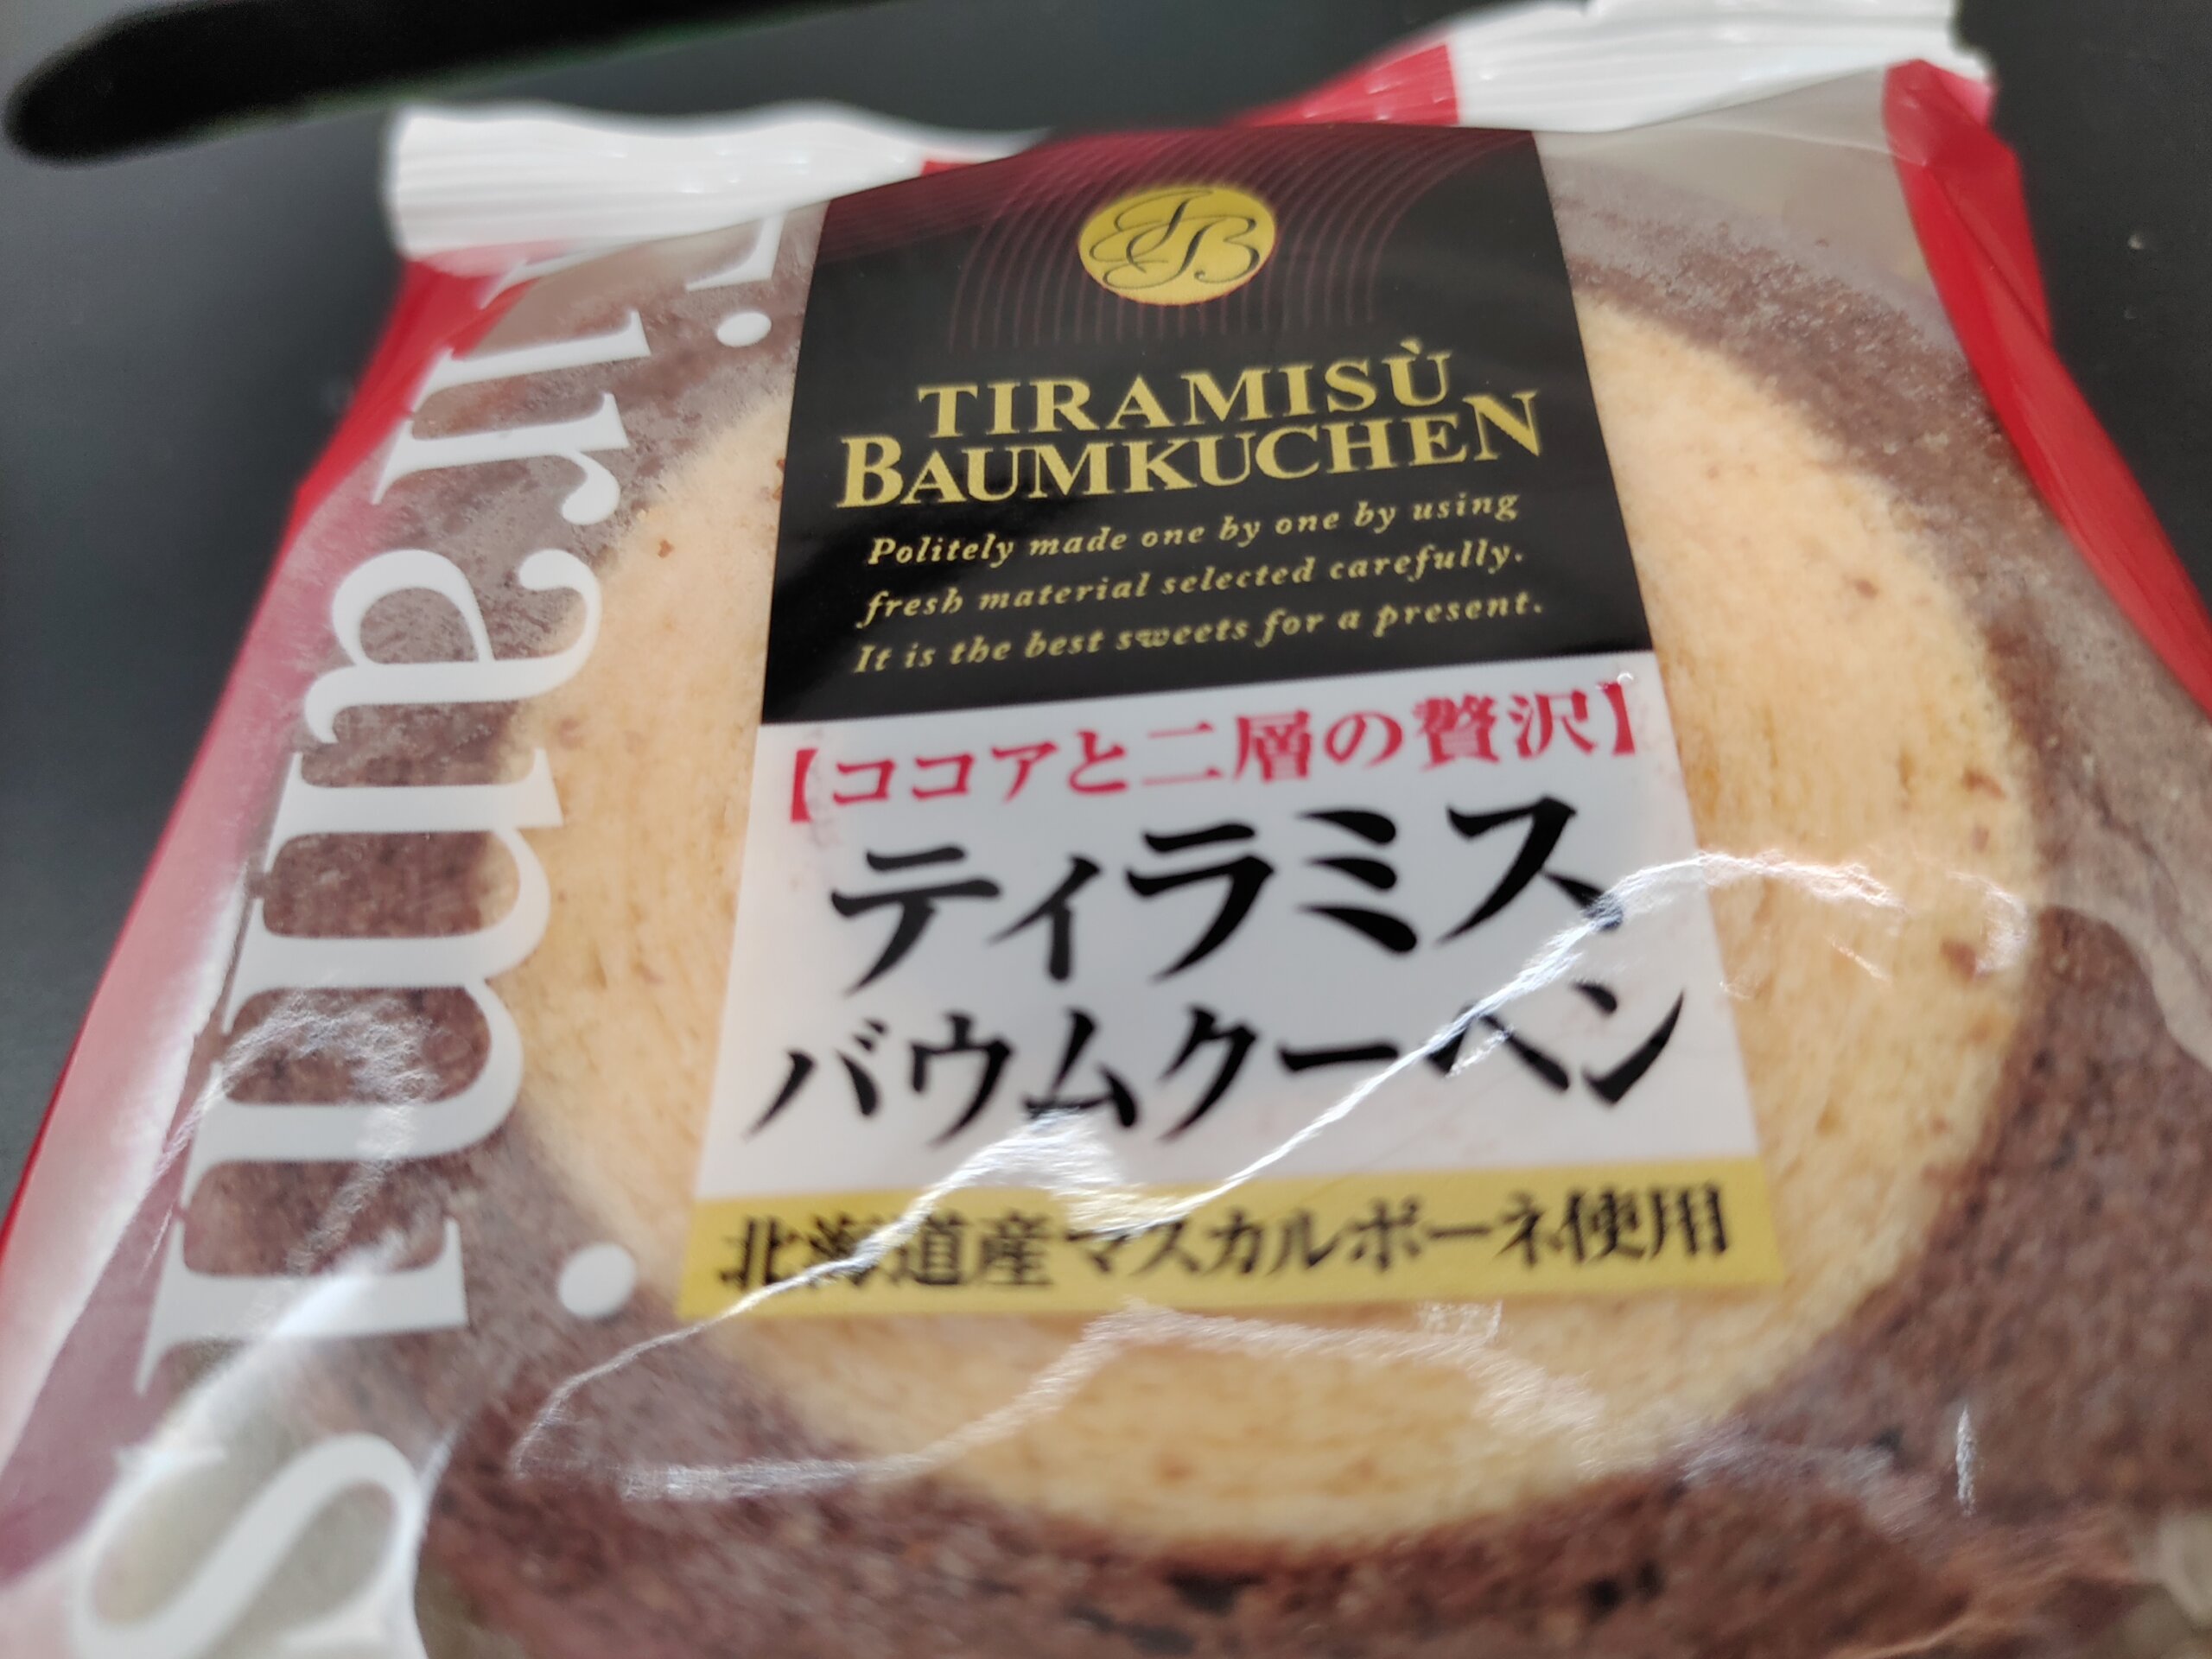 Tiramis
TB
TIRAMISÙ
BAUMKUCHEN
Politely made one by one by using
fresh material selected carefully.
It is the best sweets for a present.
【ココアと二層の贅沢】
ティラミス
バウムクーヘン
北海道産マスカルポーネ使用